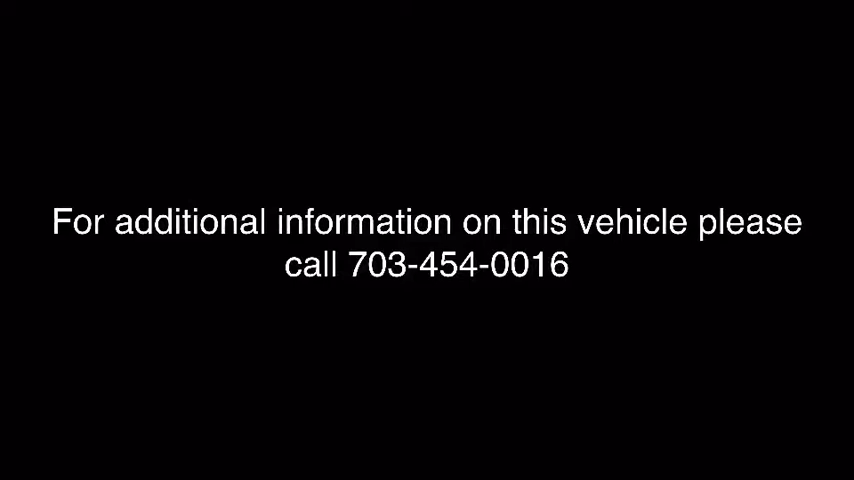 For additional information on this vehicle please
call 703-454-0016